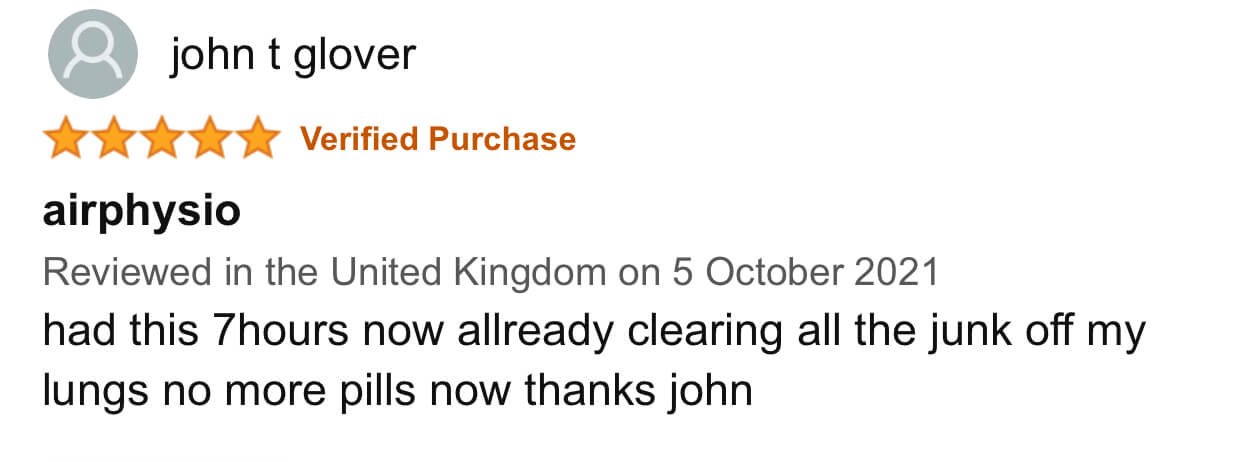 john t glover
Verified Purchase
airphysio
Reviewed in the United Kingdom on 5 October 2021
had this 7hours now allready clearing all the junk off my
lungs no more pills now thanks john